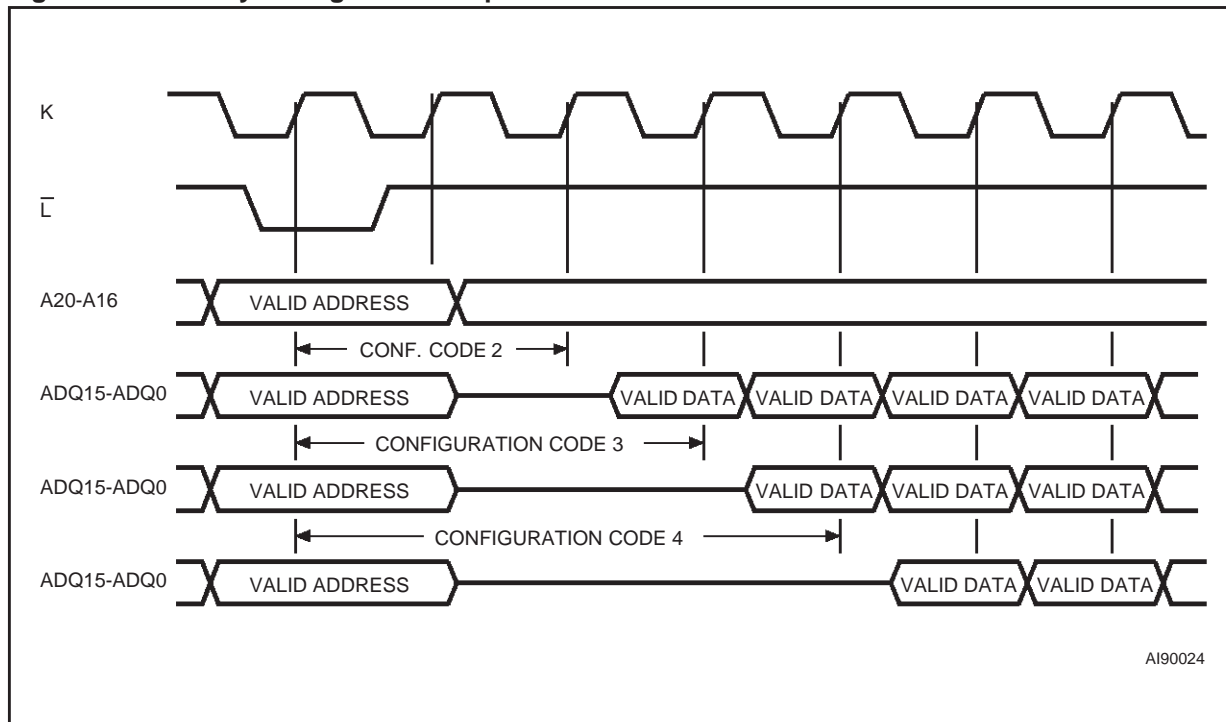 K
L
A20-A16
VALID ADDRESS
CONF. CODE 2
ADQ15-ADQ0
VALID ADDRESS
VALID DATA
VALID DATA
VALID DATA
VALID DATA
CONFIGURATION CODE 3
ADQ15-ADQ0
VALID ADDRESS
VALID DATA
VALID DATA
VALID DATA
CONFIGURATION CODE 4
ADQ15-ADQ0
VALID ADDRESS
VALID DATA
VALID DATA
AI90024